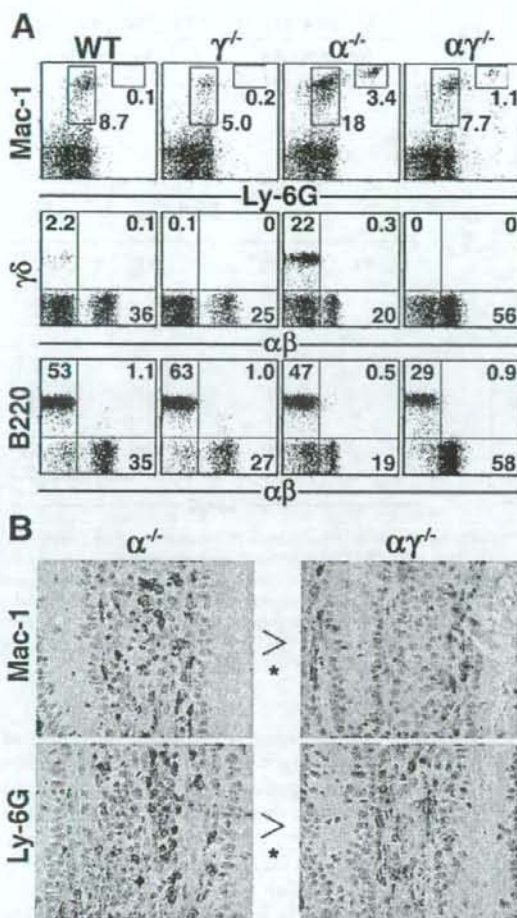 A
WT γ⁻/⁻ α⁻/⁻ αγ⁻/⁻
Mac-1
0.1 0.2 3.4 1.1
8.7 5.0 18 7.7
Ly-6G
γδ
2.2 0.1 0.1 0 22 0.3 0 0
36 25 20 56
αβ
B220
53 1.1 63 1.0 47 0.5 29 0.9
35 27 19 58
αβ
B
α⁻/⁻ αγ⁻/⁻
Mac-1
>
*
Ly-6G
>
*